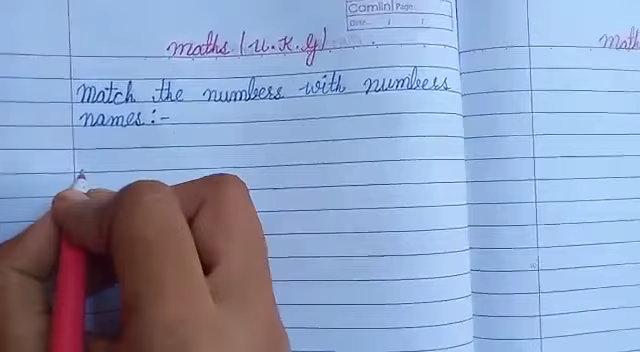 Camlin Page
Date / /
maths (u.k.g)
match the numbers with numbers
names:-